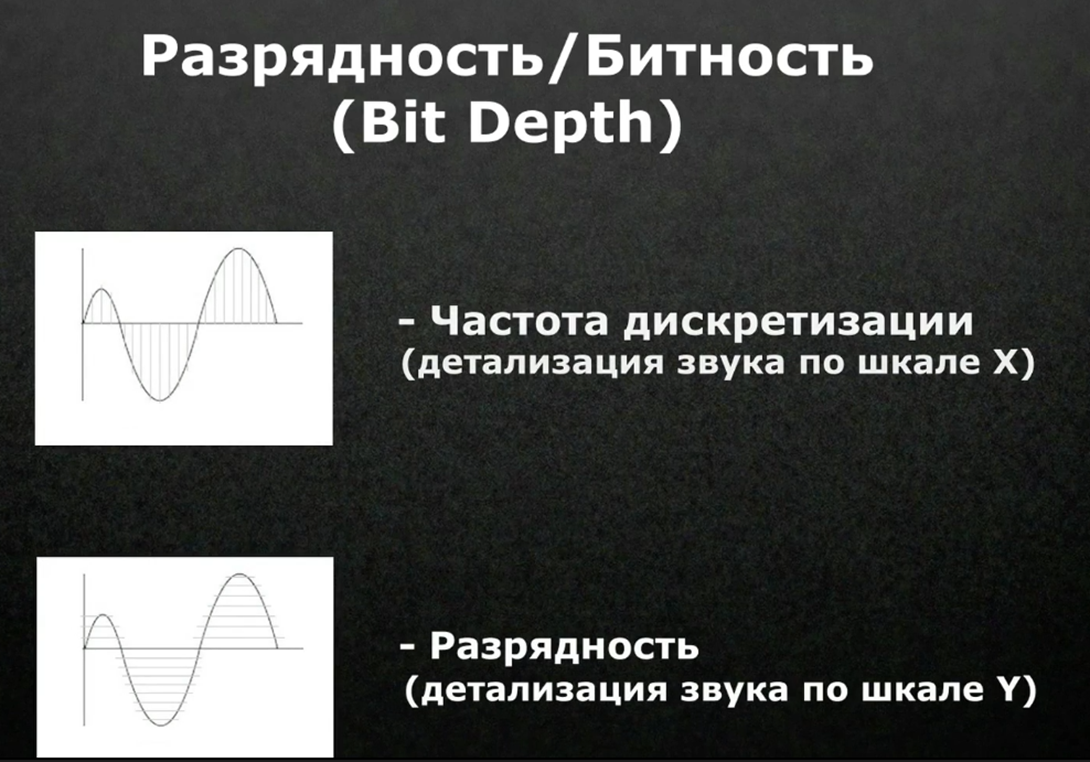 Разрядность/Битность
(Bit Depth)
- Частота дискретизации
(детализация звука по шкале X)
- Разрядность
(детализация звука по шкале Y)